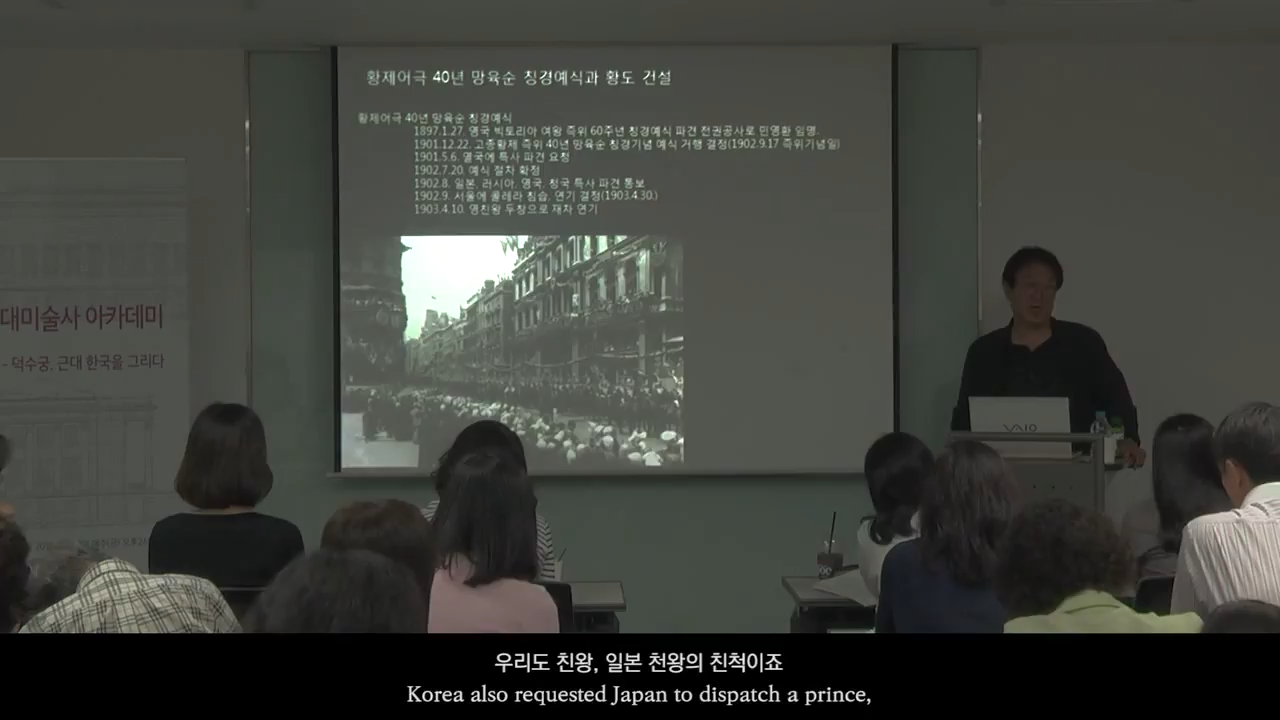 황제어극 40년 망육순 칭경예식과 황도 건설
황제어극 40년 망육순 칭경예식
1897.1.27. 영국 빅토리아 여왕 즉위 60주년 칭경예식 파견 전권공사로 민영환 임명.
1901.12.22. 고종황제 즉위 40년 망육순 칭경기념 예식 거행 결정(1902.9.17 즉위기념일)
1901.5.6. 영국에 특사 파견 요청
1902.7.20. 예식 절차 확정
1902.8. 일본, 러시아, 영국, 청국 특사 파견 통보
1902.9. 서울에 콜레라 침습, 연기 결정(1903.4.30.)
1903.4.10. 영친왕 두창으로 재차 연기
대미술사 아카데미
- 덕수궁, 근대 한국을 그리다
VAIO
우리도 친왕, 일본 천왕의 친척이죠
Korea also requested Japan to dispatch a prince,